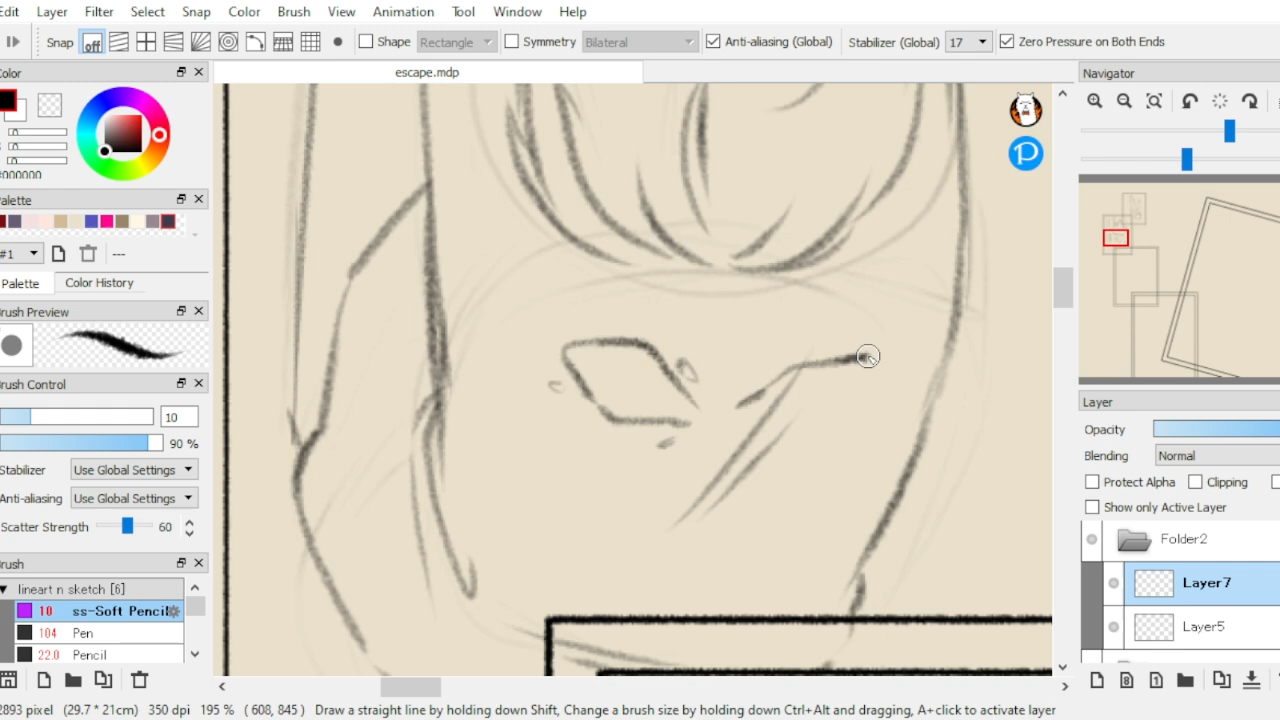 Edit Layer Filter Select Snap Color Brush View Animation Tool Window Help
Snap off Shape Rectangle Symmetry Bilateral Anti-aliasing (Global) Stabilizer (Global) 17 Zero Pressure on Both Ends
Color
escape.mdp
Navigator
0
0
0
#000000
Palette
#1 ---
Palette Color History
Brush Preview
Brush Control
10
90 %
Stabilizer Use Global Settings
Anti-aliasing Use Global Settings
Scatter Strength 60
Brush
lineart n sketch [6]
10 ss-Soft Pencil
104 Pen
22.0 Pencil
Layer
Opacity
Blending Normal
Protect Alpha Clipping
Show only Active Layer
Folder2
Layer7
Layer5
2893 pixel (29.7 * 21cm) 350 dpi 195 % ( 608, 845 ) Draw a straight line by holding down Shift, Change a brush size by holding down Ctrl+Alt and dragging, A+click to activate layer